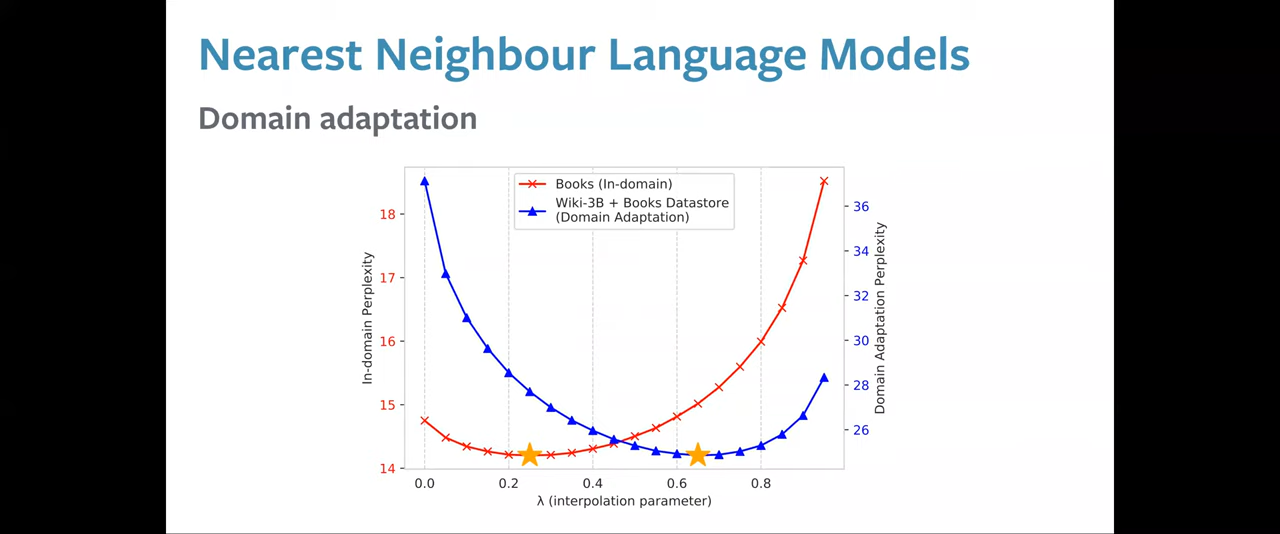 Nearest Neighbour Language Models
Domain adaptation
Books (In-domain)
Wiki-3B + Books Datastore
(Domain Adaptation)
In-domain Perplexity
18
17
16
15
14
36
34
32
30
28
26
Domain Adaptation Perplexity
0.0 0.2 0.4 0.6 0.8
λ (interpolation parameter)